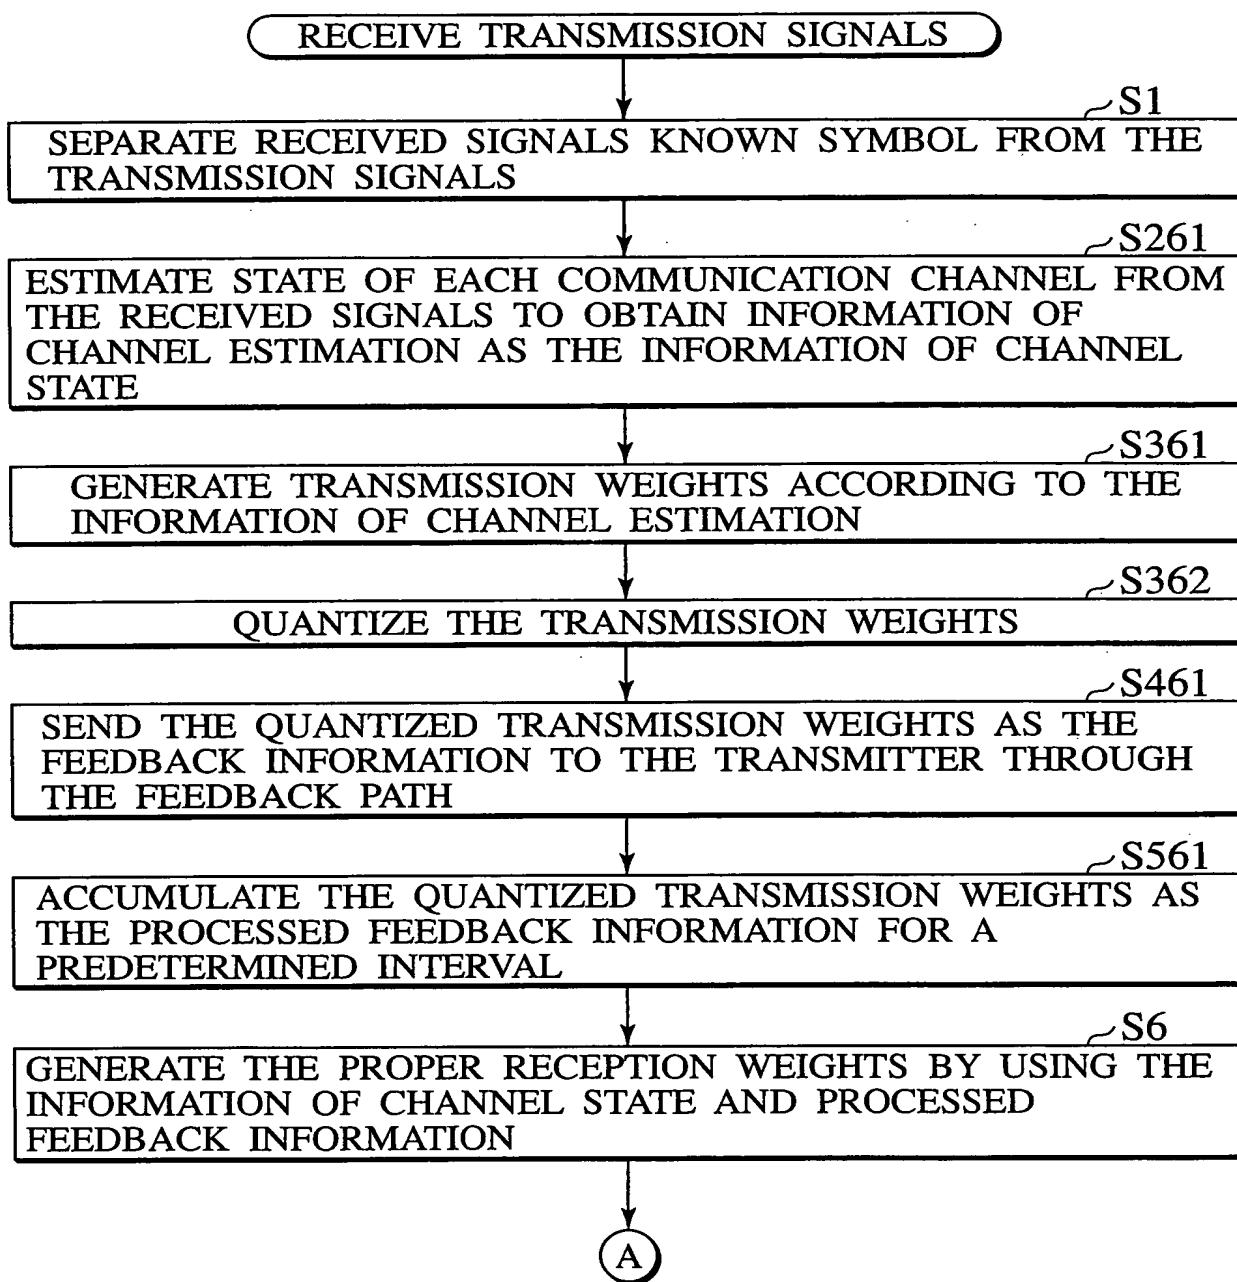 RECEIVE TRANSMISSION SIGNALS
S1
SEPARATE RECEIVED SIGNALS KNOWN SYMBOL FROM THE
TRANSMISSION SIGNALS
S261
ESTIMATE STATE OF EACH COMMUNICATION CHANNEL FROM
THE RECEIVED SIGNALS TO OBTAIN INFORMATION OF
CHANNEL ESTIMATION AS THE INFORMATION OF CHANNEL
STATE
S361
GENERATE TRANSMISSION WEIGHTS ACCORDING TO THE
INFORMATION OF CHANNEL ESTIMATION
S362
QUANTIZE THE TRANSMISSION WEIGHTS
S461
SEND THE QUANTIZED TRANSMISSION WEIGHTS AS THE
FEEDBACK INFORMATION TO THE TRANSMITTER THROUGH
THE FEEDBACK PATH
S561
ACCUMULATE THE QUANTIZED TRANSMISSION WEIGHTS AS
THE PROCESSED FEEDBACK INFORMATION FOR A
PREDETERMINED INTERVAL
S6
GENERATE THE PROPER RECEPTION WEIGHTS BY USING THE
INFORMATION OF CHANNEL STATE AND PROCESSED
FEEDBACK INFORMATION
A